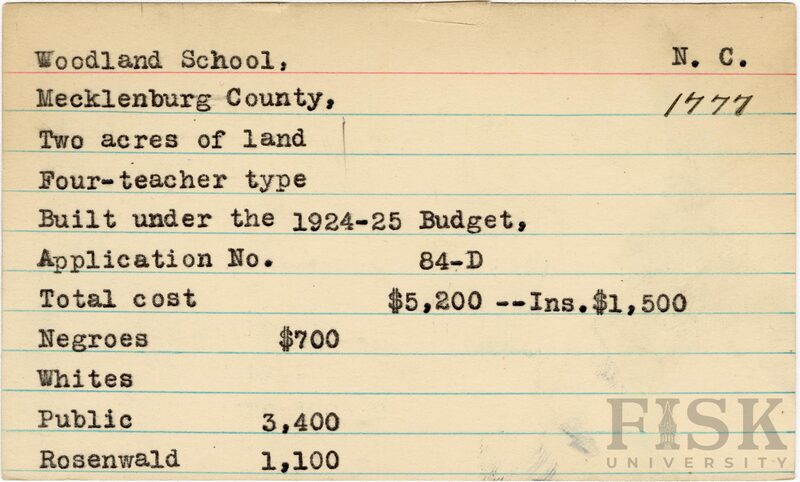 Woodland School, N. C.
Mecklenburg County, 1777
Two acres of land
Four-teacher type
Built under the 1924-25 Budget,
Application No. 84-D
Total cost $5,200 --Ins.$1,500
Negroes $700
Whites
Public 3,400
Rosenwald 1,100
FISK
UNIVERSITY